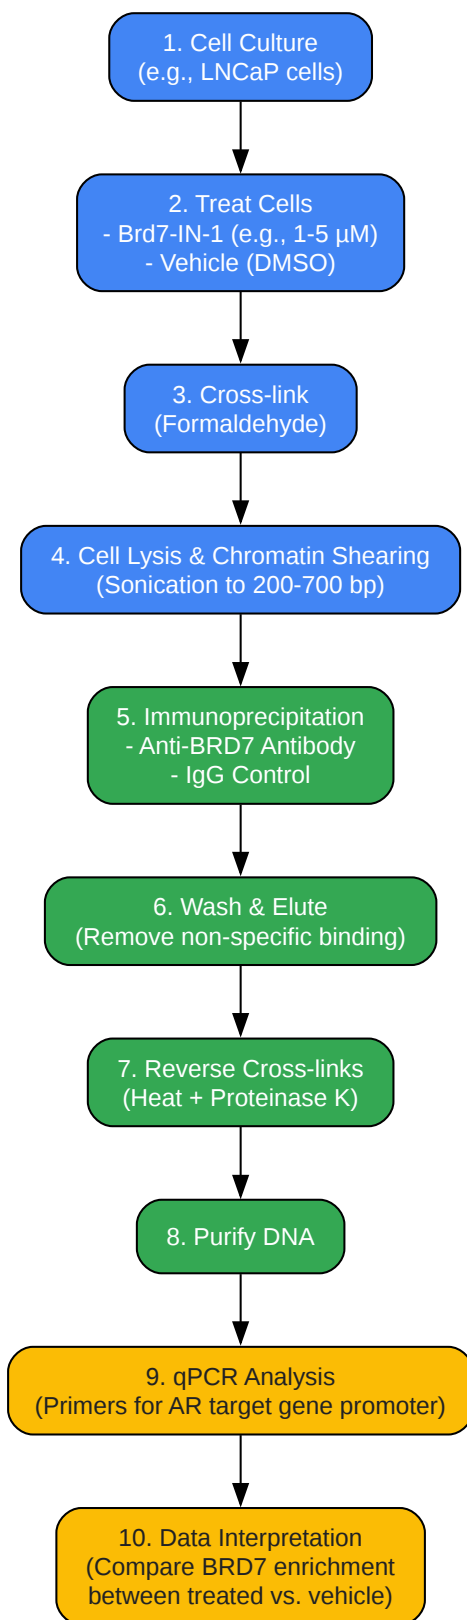 1. Cell Culture
(e.g., LNCaP cells)
2. Treat Cells
- Brd7-IN-1 (e.g., 1-5 µM)
- Vehicle (DMSO)
3. Cross-link
(Formaldehyde)
4. Cell Lysis & Chromatin Shearing
(Sonication to 200-700 bp)
5. Immunoprecipitation
- Anti-BRD7 Antibody
- IgG Control
6. Wash & Elute
(Remove non-specific binding)
7. Reverse Cross-links
(Heat + Proteinase K)
8. Purify DNA
9. qPCR Analysis
(Primers for AR target gene promoter)
10. Data Interpretation
(Compare BRD7 enrichment
between treated vs. vehicle)